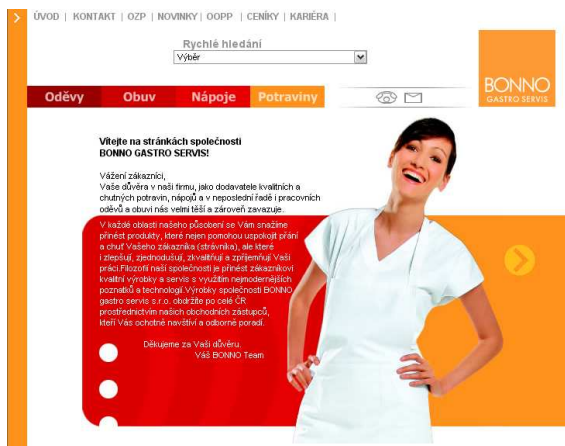 ÚVOD | KONTAKT | OZP | NOVINKY | OOPP | CENÍKY | KARIÉRA |
Rychlé hledání
Výběr
Oděvy Obuv Nápoje Potraviny
BONNO
GASTRO SERVIS
Vítejte na stránkách společnosti
BONNO GASTRO SERVIS!
Vážení zákazníci,
Vaše důvěra v naši firmu, jako dodavatele kvalitních a
chutných potravin, nápojů a v neposlední řadě i pracovních
oděvů a obuvi nás velmi těší a zároveň zavazuje.
V každé oblasti našeho působení se Vám snažíme
přinést produkty, které nejen pomohou uspokojit přání
a chuť Vašeho zákazníka (strávníka), ale které
i zlepšují, zjednodušují, zkvalitňují a zpříjemňují Vaši
práci.Filozofií naší společnosti je přinést zákazníkovi
kvalitní výrobky a servis s využitím nejmodernějších
poznatků a technologií.Výrobky společnosti BONNO
gastro servis s.r.o. obdržíte po celé ČR
prostřednictvím našich obchodních zástupců,
kteří Vás ochotně navštíví a odborně poradí.
Děkujeme za Vaši důvěru,
Váš BONNO Team